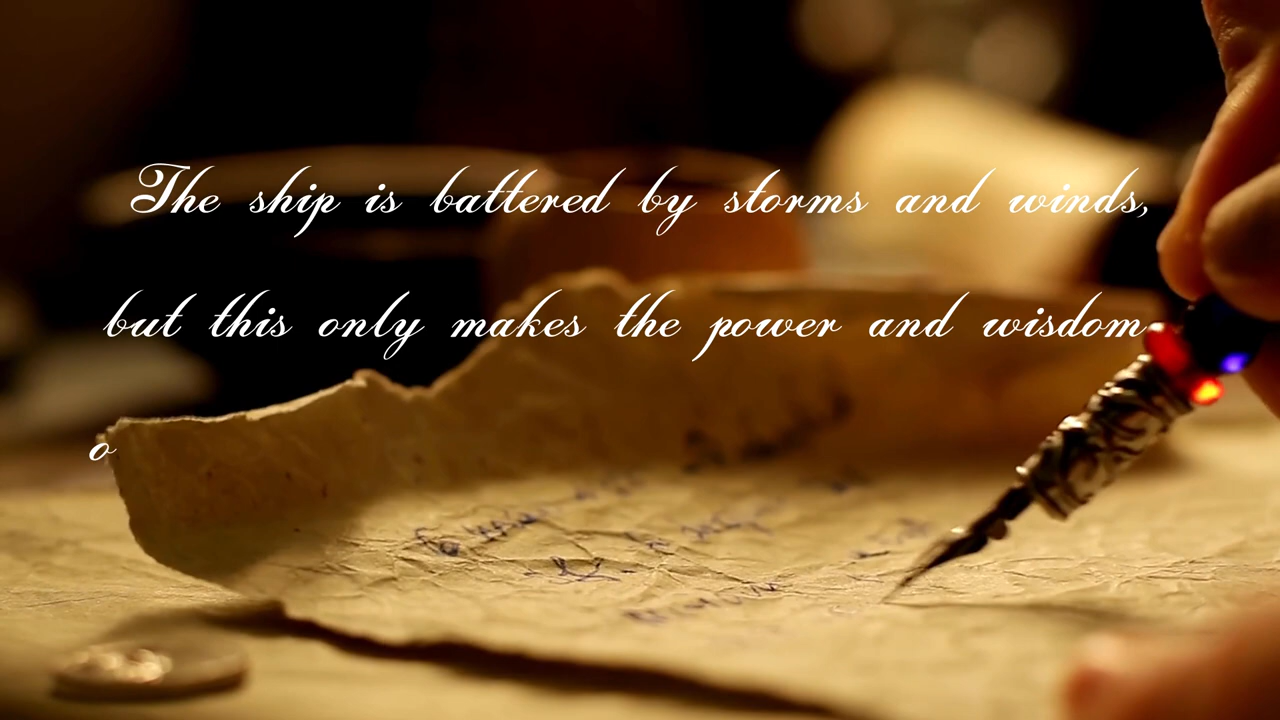 The ship is battered by storms and winds,
but this only makes the power and wisdom
o